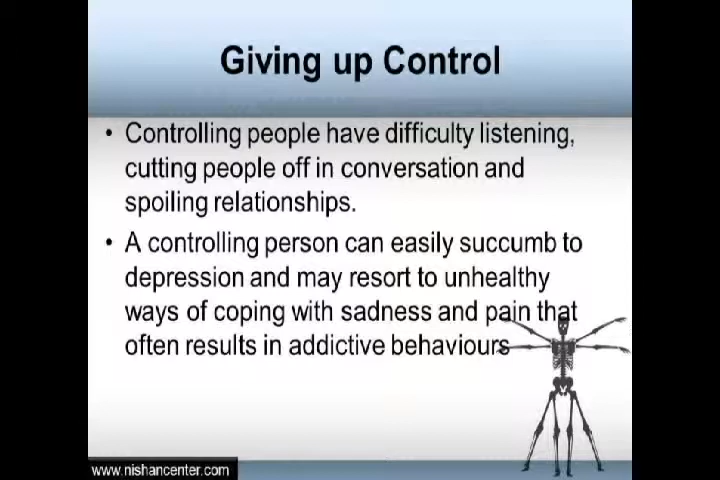 Giving up Control
• Controlling people have difficulty listening,
cutting people off in conversation and
spoiling relationships.
• A controlling person can easily succumb to
depression and may resort to unhealthy
ways of coping with sadness and pain that
often results in addictive behaviours
www.nishancenter.com